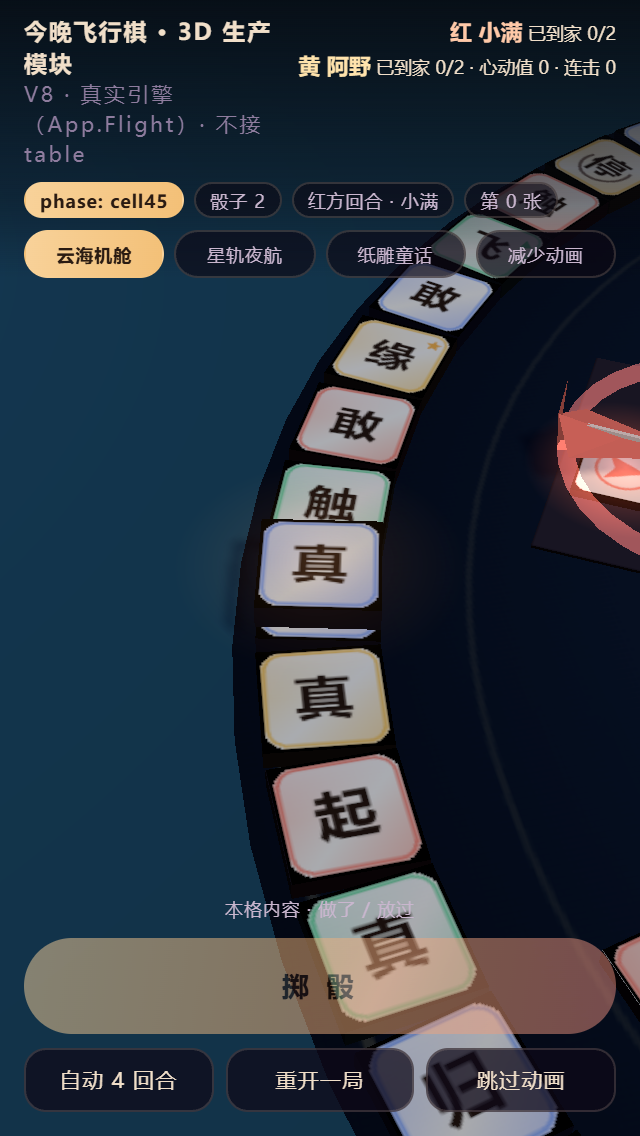 今晚飞行棋 • 3D 生产
模块
V8 · 真实引擎
（App.Flight）· 不接
table
红 小满 已到家 0/2
黄 阿野 已到家 0/2 · 心动值 0 · 连击 0
phase: cell45
骰子 2
红方回合 · 小满
第 0 张
云海机舱
星轨夜航
纸雕童话
减少动画
停
飞
敢
缘
敢
触
真
真
起
真
归
本格内容 · 做了 / 放过
掷 骰
自动 4 回合
重开一局
跳过动画